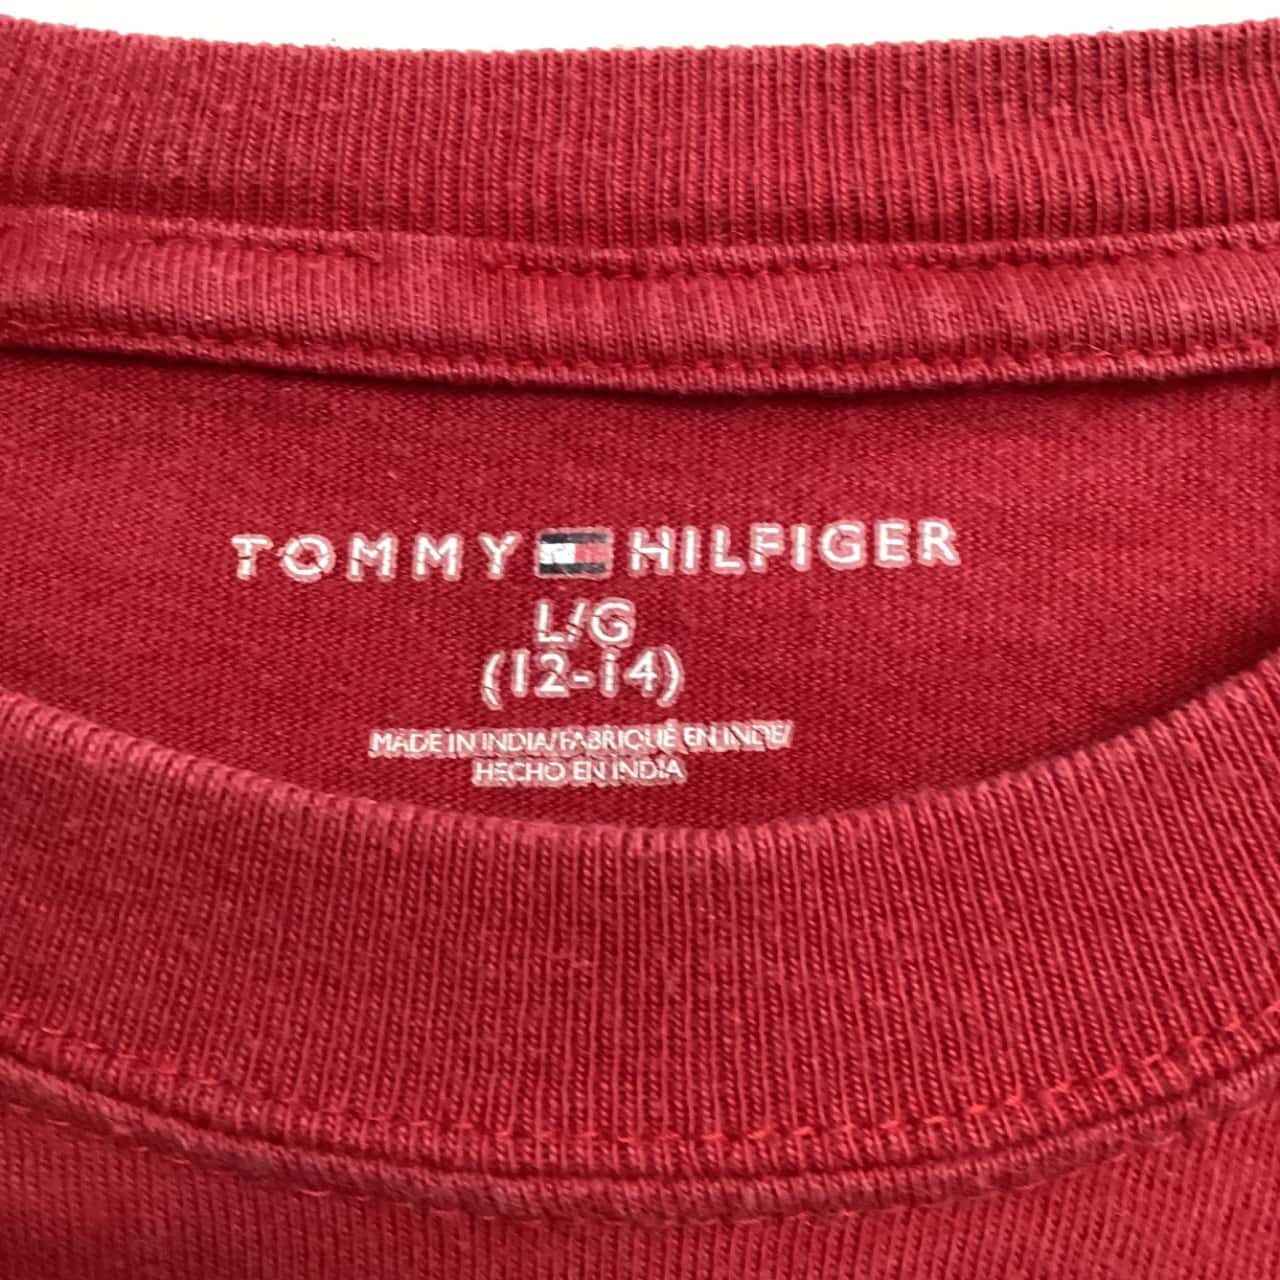 TOMMY HILFIGER
L/G
(12-14)
MADE IN INDIA/FABRIQUÉ EN INDE/
HECHO EN INDIA